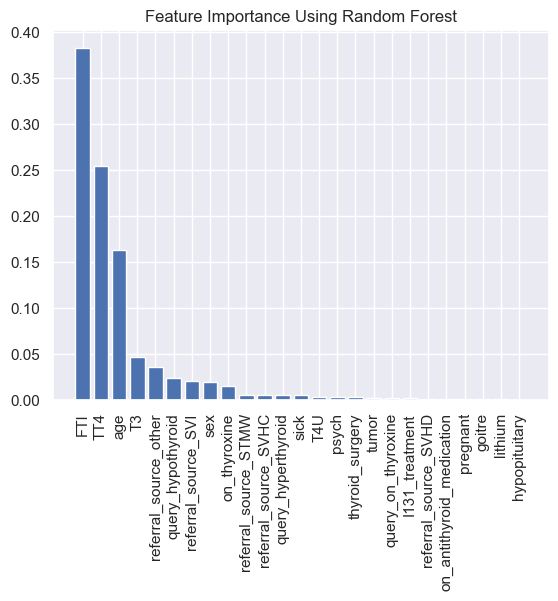 Feature Importance Using Random Forest
0.40
0.35
0.30
0.25
0.20
0.15
0.10
0.05
0.00
FTI
TT4
age
T3
referral_source_other
query_hypothyroid
referral_source_SVI
sex
on_thyroxine
referral_source_STMW
referral_source_SVHC
query_hyperthyroid
sick
T4U
psych
thyroid_surgery
tumor
query_on_thyroxine
I131_treatment
referral_source_SVHD
on_antithyroid_medication
pregnant
goitre
lithium
hypopituitary